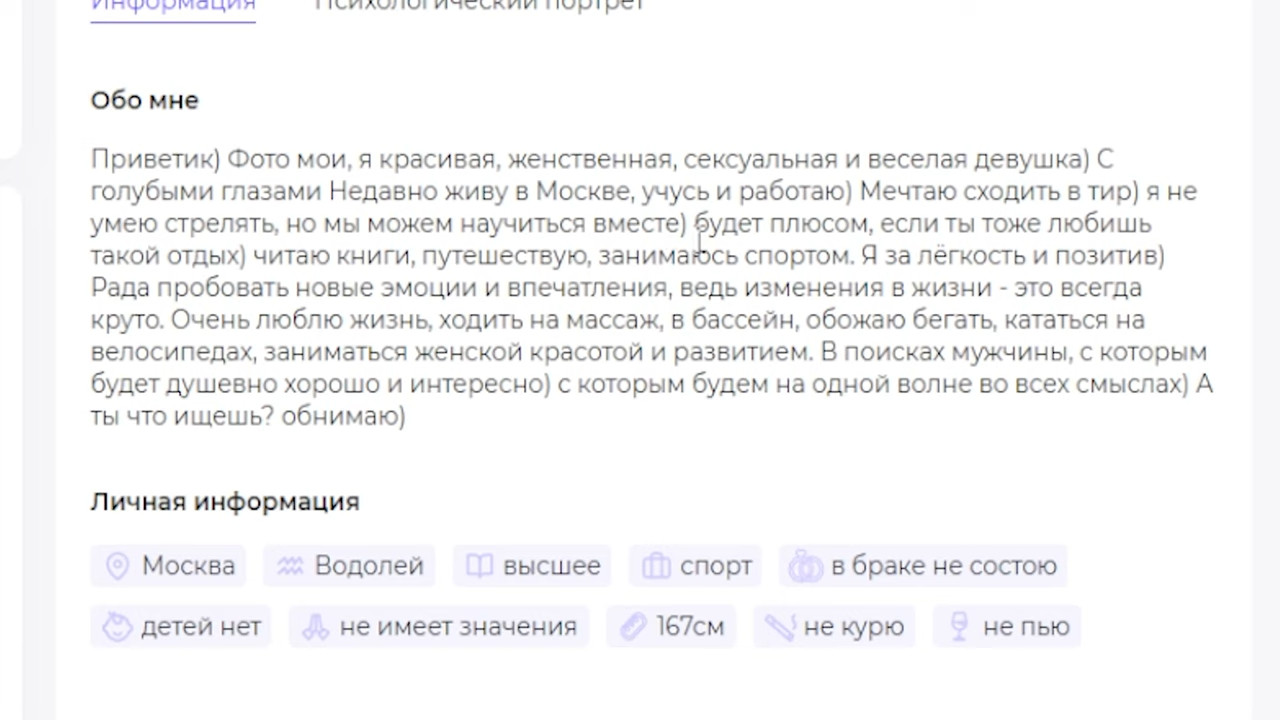 Информация Психологический портрет
Обо мне
Приветик) Фото мои, я красивая, женственная, сексуальная и веселая девушка) С
голубыми глазами Недавно живу в Москве, учусь и работаю) Мечтаю сходить в тир) я не
умею стрелять, но мы можем научиться вместе) будет плюсом, если ты тоже любишь
такой отдых) читаю книги, путешествую, занимаюсь спортом. Я за лёгкость и позитив)
Рада пробовать новые эмоции и впечатления, ведь изменения в жизни - это всегда
круто. Очень люблю жизнь, ходить на массаж, в бассейн, обожаю бегать, кататься на
велосипедах, заниматься женской красотой и развитием. В поисках мужчины, с которым
будет душевно хорошо и интересно) с которым будем на одной волне во всех смыслах) А
ты что ищешь? обнимаю)
Личная информация
Москва Водолей высшее спорт в браке не состою
детей нет не имеет значения 167см не курю не пью